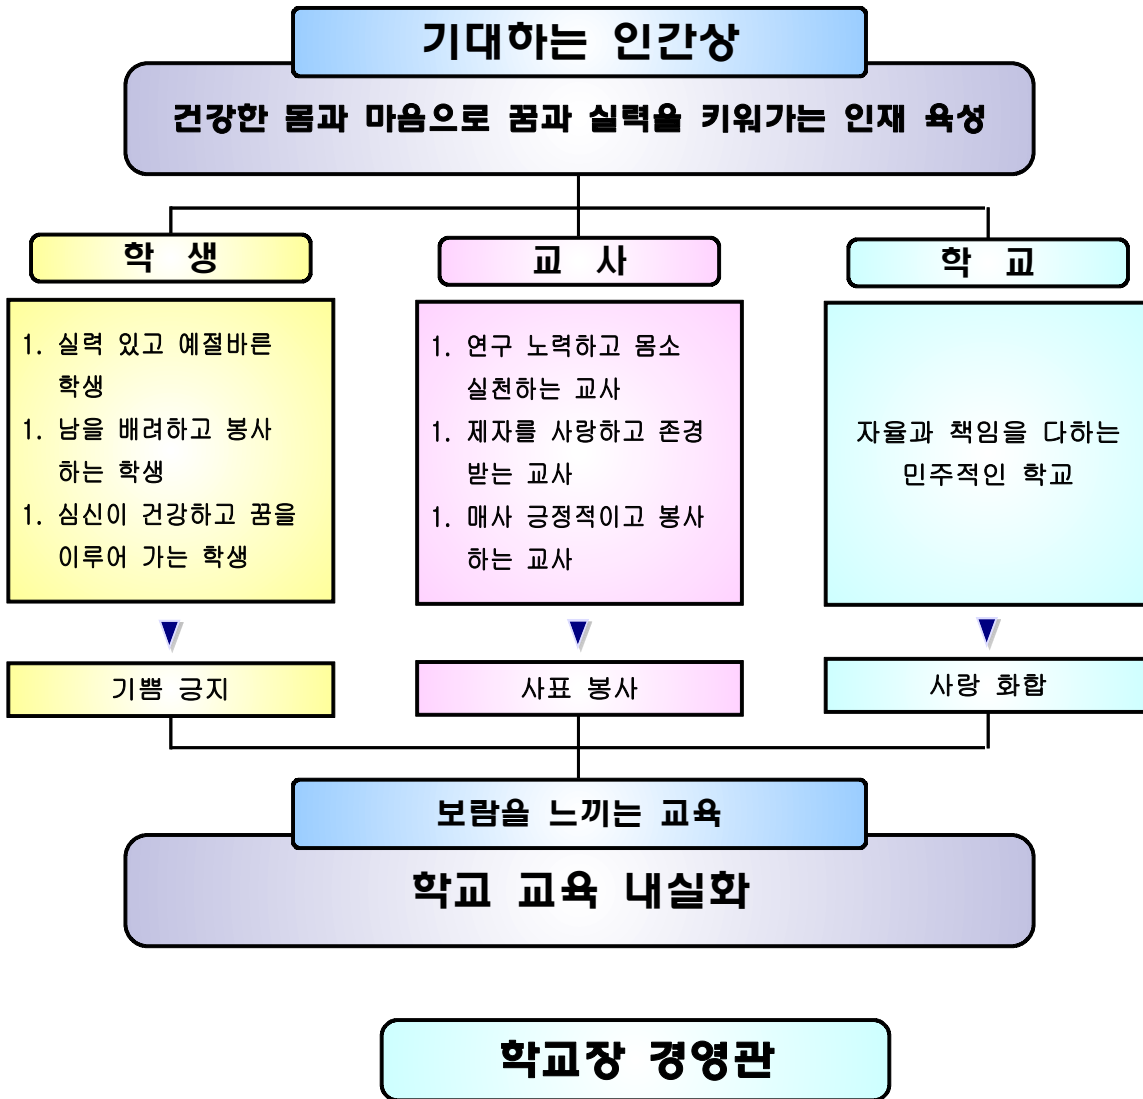 기대하는 인간상
건강한 몸과 마음으로 꿈과 실력을 키워가는 인재 육성
학 생
1. 실력 있고 예절바른
학생
1. 남을 배려하고 봉사
하는 학생
1. 심신이 건강하고 꿈을
이루어 가는 학생
기쁨 긍지
교 사
1. 연구 노력하고 몸소
실천하는 교사
1. 제자를 사랑하고 존경
받는 교사
1. 매사 긍정적이고 봉사
하는 교사
사표 봉사
학 교
자율과 책임을 다하는
민주적인 학교
사랑 화합
보람을 느끼는 교육
학교 교육 내실화
학교장 경영관